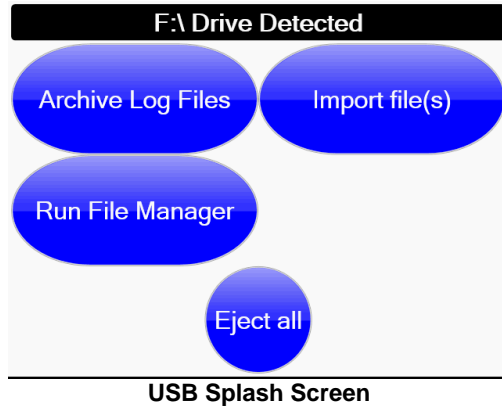 F:\ Drive Detected
Archive Log Files
Import file(s)
Run File Manager
Eject all
USB Splash Screen